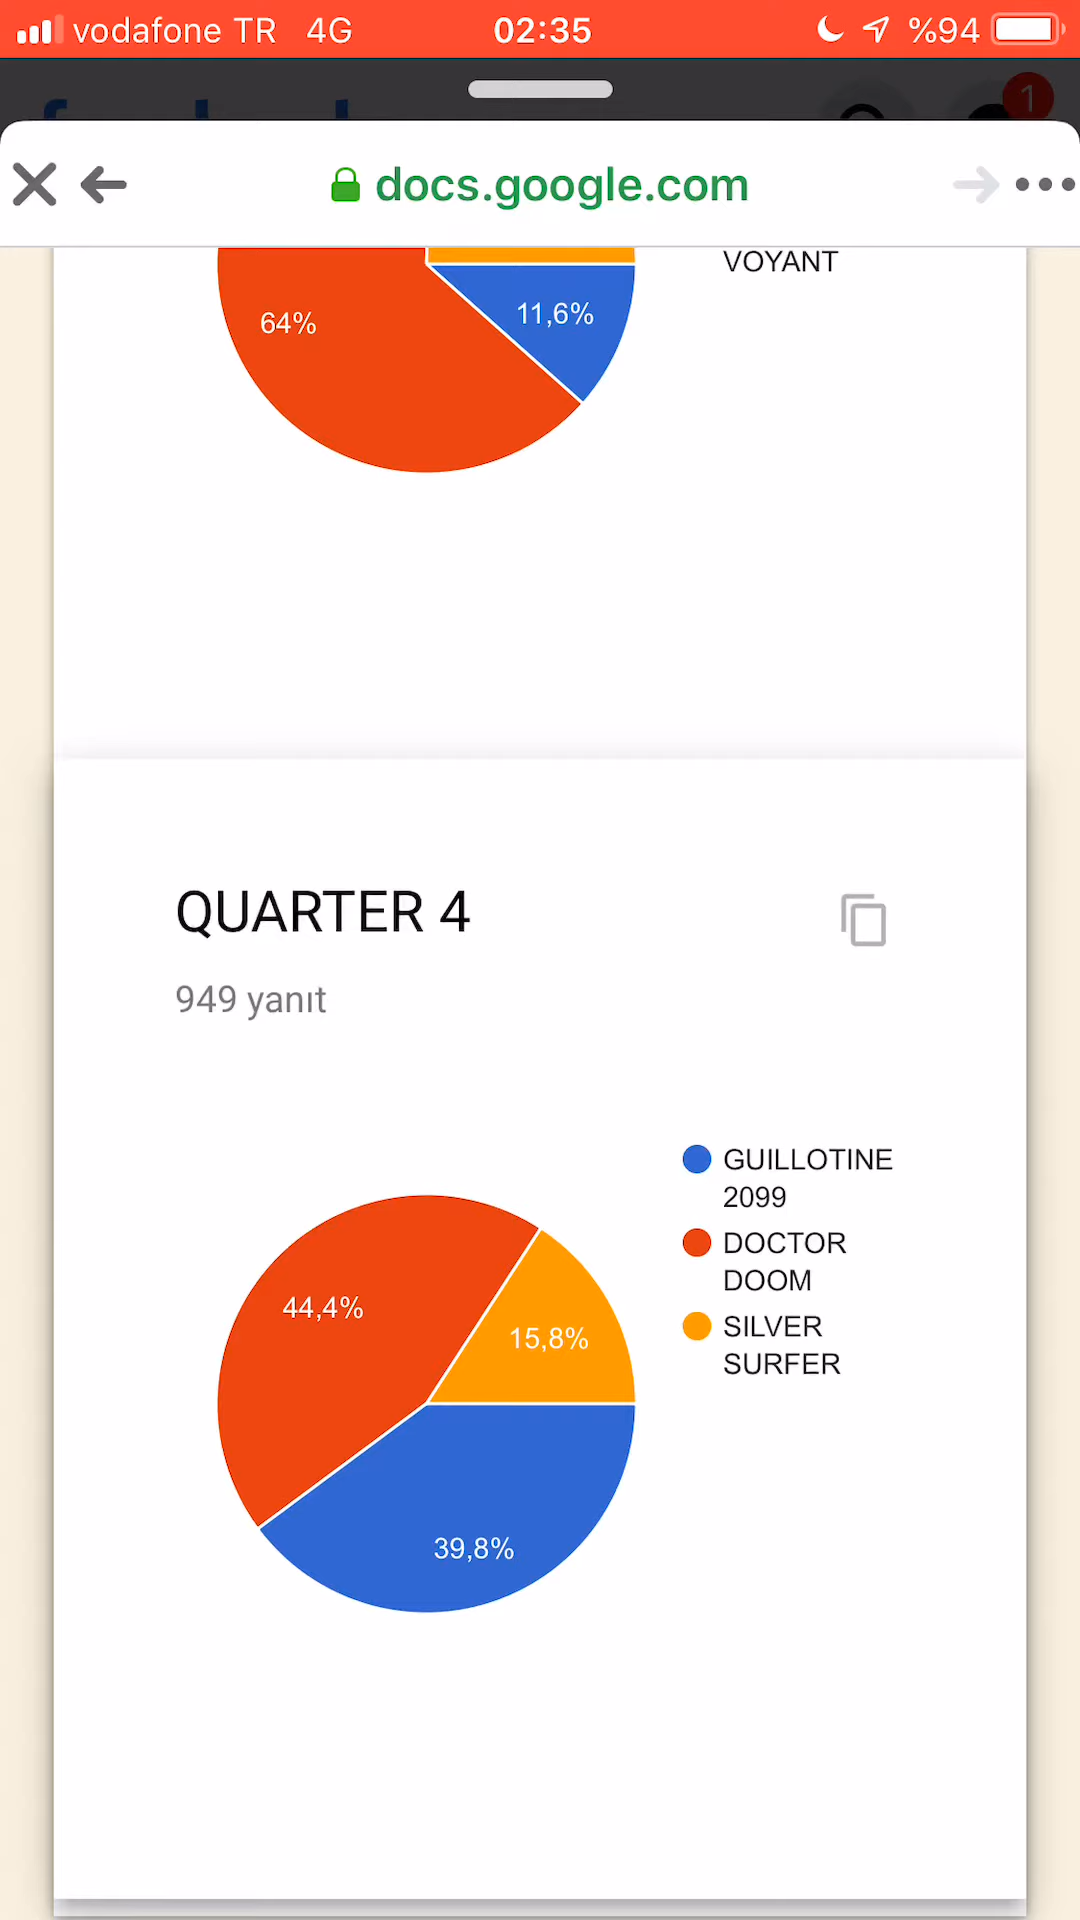 vodafone TR 4G 02:35 %94
1
docs.google.com
VOYANT
64%
11,6%
QUARTER 4
949 yanıt
GUILLOTINE
2099
DOCTOR
DOOM
SILVER
SURFER
44,4%
15,8%
39,8%